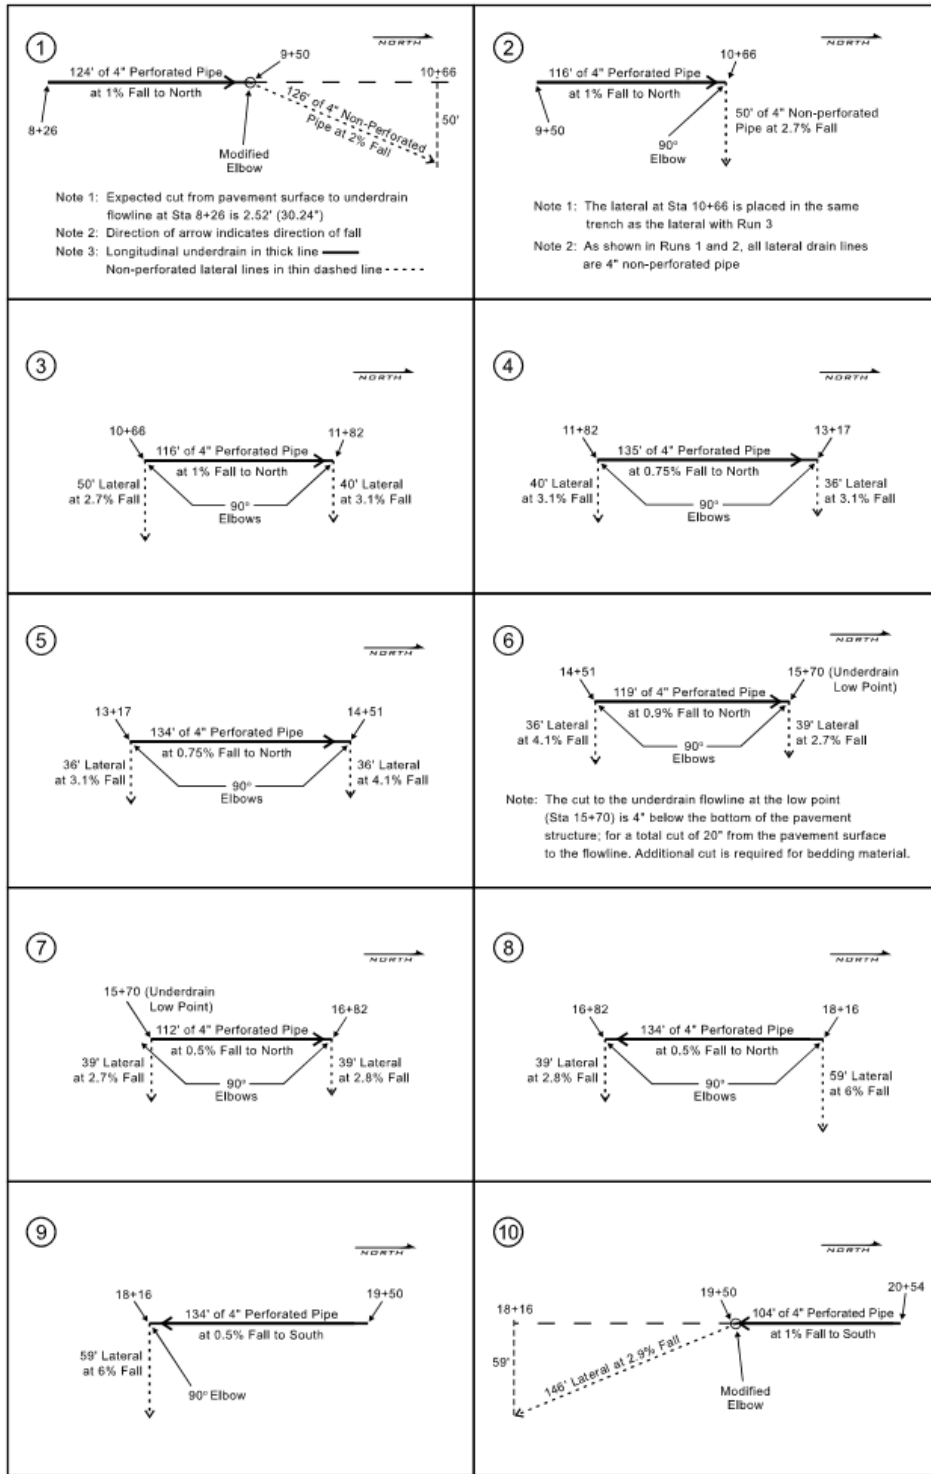 1
NORTH
9+50
124' of 4" Perforated Pipe
10+66
at 1% Fall to North
126' of 4" Non-Perforated
Pipe at 2% Fall
50'
8+26
Modified
Elbow
Note 1: Expected cut from pavement surface to underdrain
flowline at Sta 8+26 is 2.52' (30.24")
Note 2: Direction of arrow indicates direction of fall
Note 3: Longitudinal underdrain in thick line
Non-perforated lateral lines in thin dashed line
2
NORTH
10+66
116' of 4" Perforated Pipe
at 1% Fall to North
50' of 4" Non-perforated
Pipe at 2.7% Fall
9+50
90°
Elbow
Note 1: The lateral at Sta 10+66 is placed in the same
trench as the lateral with Run 3
Note 2: As shown in Runs 1 and 2, all lateral drain lines
are 4" non-perforated pipe
3
NORTH
10+66
11+82
116' of 4" Perforated Pipe
at 1% Fall to North
50' Lateral
at 2.7% Fall
40' Lateral
at 3.1% Fall
90°
Elbows
4
NORTH
11+82
13+17
135' of 4" Perforated Pipe
at 0.75% Fall to North
40' Lateral
at 3.1% Fall
36' Lateral
at 3.1% Fall
90°
Elbows
5
NORTH
13+17
14+51
134' of 4" Perforated Pipe
at 0.75% Fall to North
36' Lateral
at 3.1% Fall
36' Lateral
at 4.1% Fall
90°
Elbows
6
NORTH
14+51
15+70 (Underdrain
Low Point)
119' of 4" Perforated Pipe
at 0.9% Fall to North
36' Lateral
at 4.1% Fall
39' Lateral
at 2.7% Fall
90°
Elbows
Note: The cut to the underdrain flowline at the low point
(Sta 15+70) is 4" below the bottom of the pavement
structure; for a total cut of 20" from the pavement surface
to the flowline. Additional cut is required for bedding material.
7
NORTH
15+70 (Underdrain
Low Point)
16+82
112' of 4" Perforated Pipe
at 0.5% Fall to North
39' Lateral
at 2.7% Fall
39' Lateral
at 2.8% Fall
90°
Elbows
8
NORTH
16+82
18+16
134' of 4" Perforated Pipe
at 0.5% Fall to North
39' Lateral
at 2.8% Fall
59' Lateral
at 6% Fall
90°
Elbows
9
NORTH
18+16
19+50
134' of 4" Perforated Pipe
at 0.5% Fall to South
59' Lateral
at 6% Fall
90° Elbow
10
NORTH
18+16
19+50
20+54
104' of 4" Perforated Pipe
at 1% Fall to South
59'
146' Lateral at 2.9% Fall
Modified
Elbow